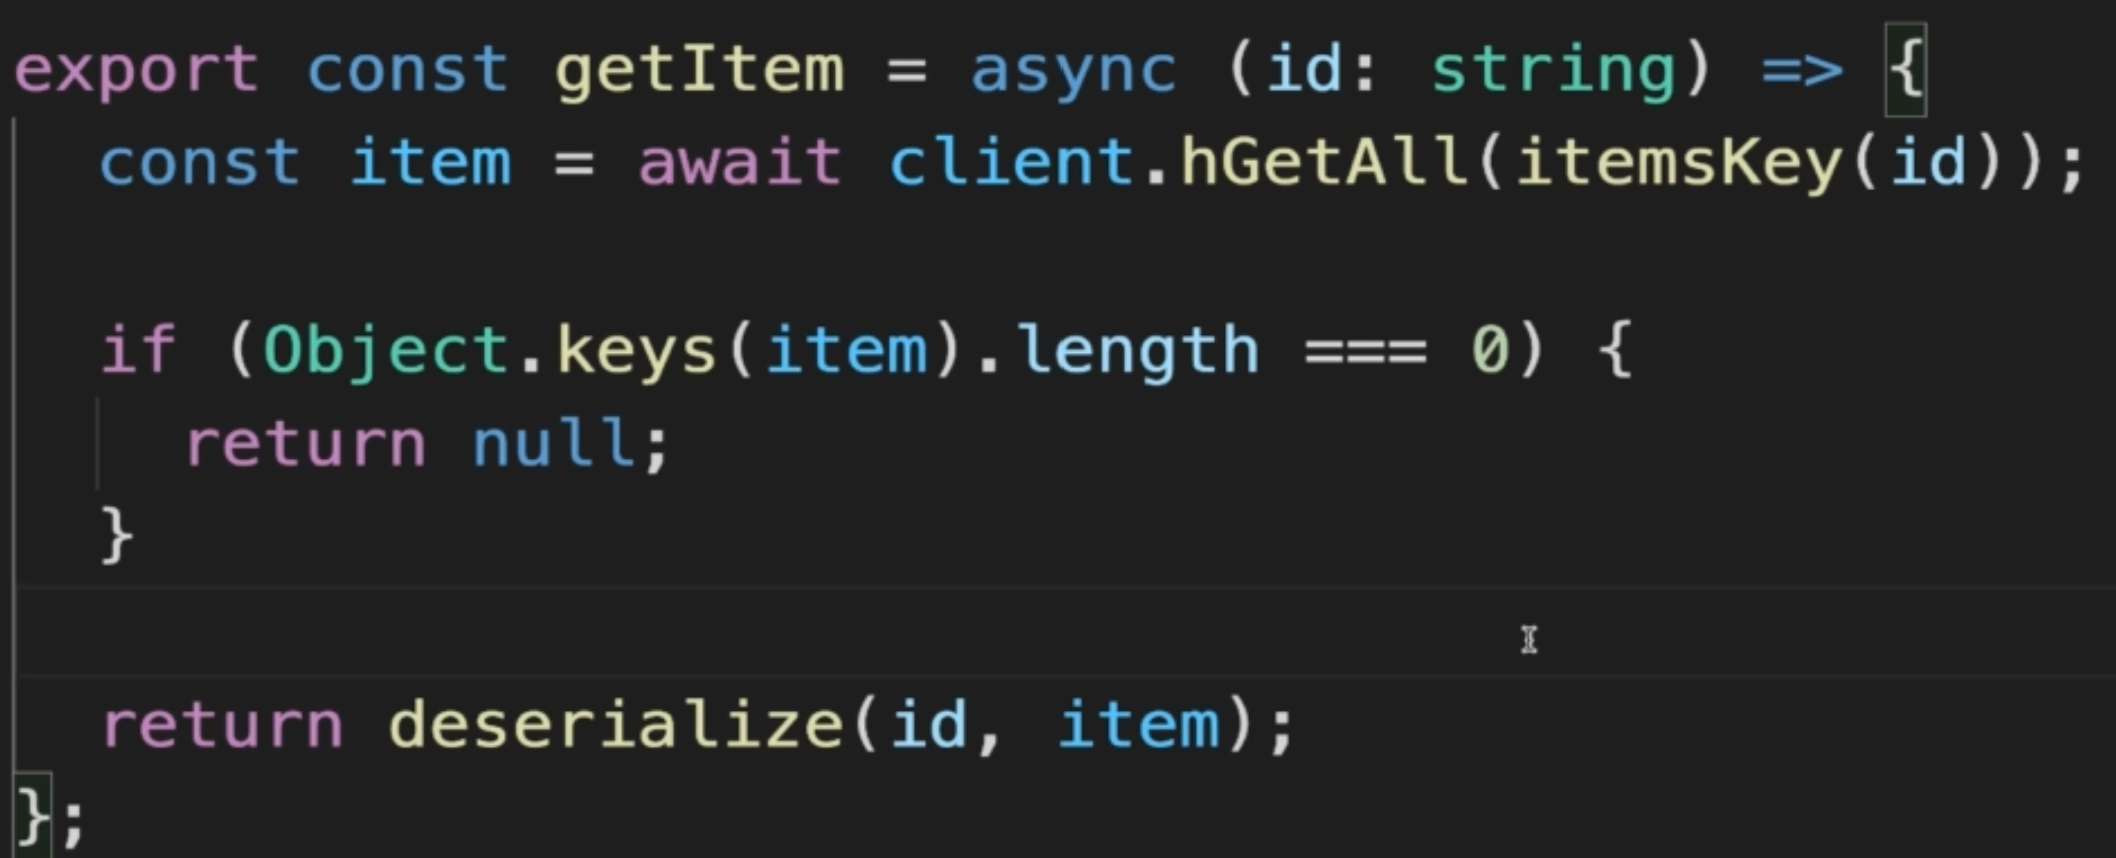 export const getItem = async (id: string) => {
  const item = await client.hGetAll(itemsKey(id));

  if (Object.keys(item).length === 0) {
    return null;
  }

  return deserialize(id, item);
};